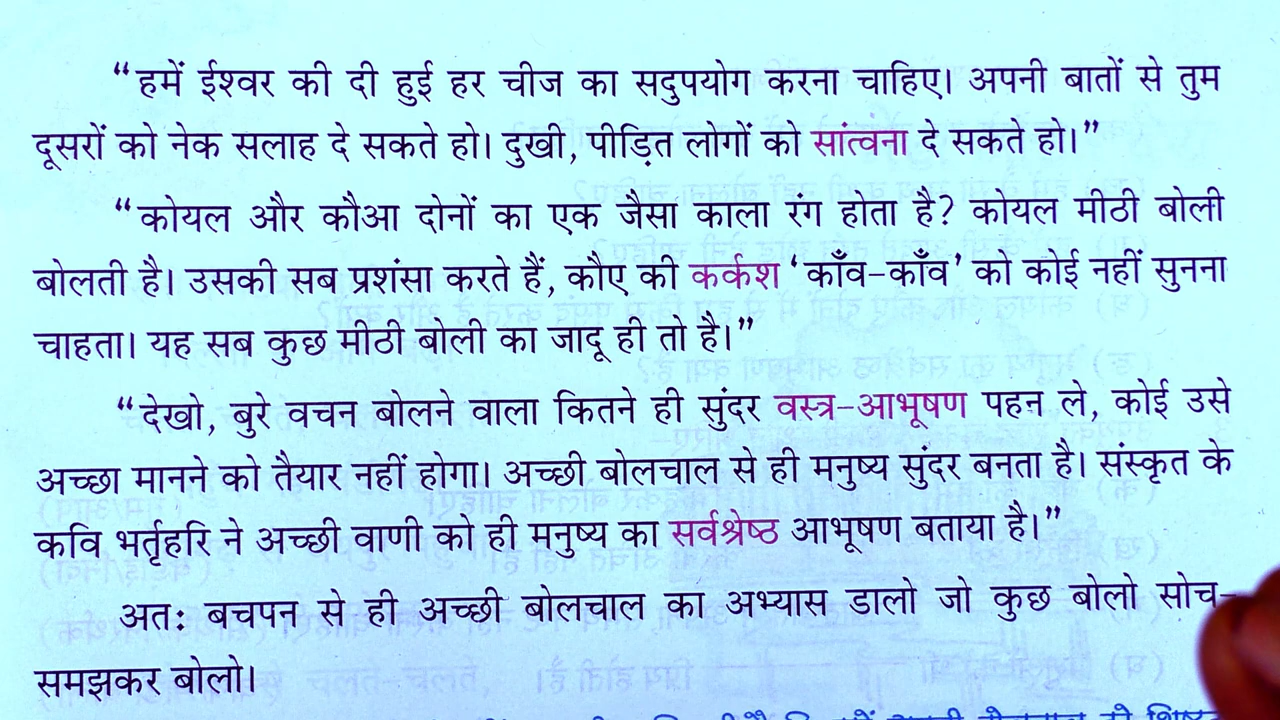 “हमें ईश्वर की दी हुई हर चीज का सदुपयोग करना चाहिए। अपनी बातों से तुम
दूसरों को नेक सलाह दे सकते हो। दुखी, पीड़ित लोगों को सांत्वंना दे सकते हो।”
“कोयल और कौआ दोनों का एक जैसा काला रंग होता है? कोयल मीठी बोली
बोलती है। उसकी सब प्रशंसा करते हैं, कौए की कर्कश ‘काँव-काँव’ को कोई नहीं सुनना
चाहता। यह सब कुछ मीठी बोली का जादू ही तो है।”
“देखो, बुरे वचन बोलने वाला कितने ही सुंदर वस्त्र-आभूषण पहन ले, कोई उसे
अच्छा मानने को तैयार नहीं होगा। अच्छी बोलचाल से ही मनुष्य सुंदर बनता है। संस्कृत के
कवि भर्तृहरि ने अच्छी वाणी को ही मनुष्य का सर्वश्रेष्ठ आभूषण बताया है।”
अतः बचपन से ही अच्छी बोलचाल का अभ्यास डालो जो कुछ बोलो सोच-
समझकर बोलो।